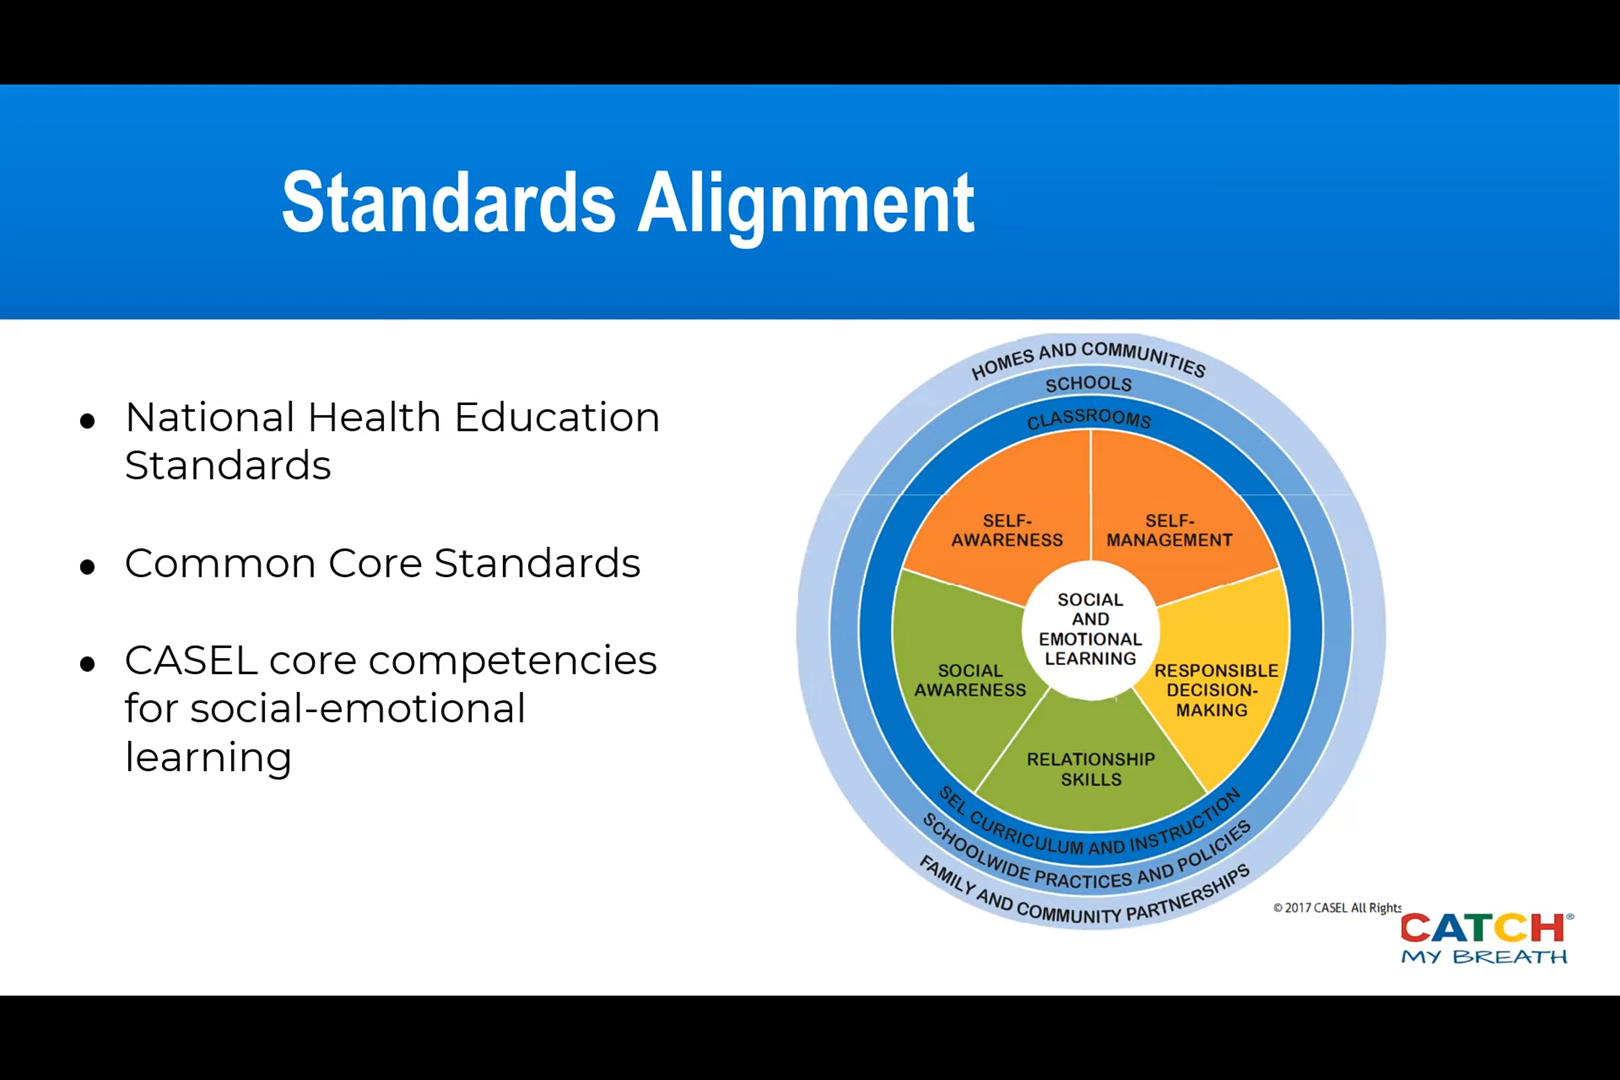 Standards Alignment
● National Health Education
Standards
● Common Core Standards
● CASEL core competencies
for social-emotional
learning
HOMES AND COMMUNITIES
SCHOOLS
CLASSROOMS
SELF-
AWARENESS
SELF-
MANAGEMENT
SOCIAL
AND
EMOTIONAL
LEARNING
SOCIAL
AWARENESS
RESPONSIBLE
DECISION-
MAKING
RELATIONSHIP
SKILLS
SEL CURRICULUM AND INSTRUCTION
SCHOOLWIDE PRACTICES AND POLICIES
FAMILY AND COMMUNITY PARTNERSHIPS
© 2017 CASEL All Rights
CATCH®
MY BREATH